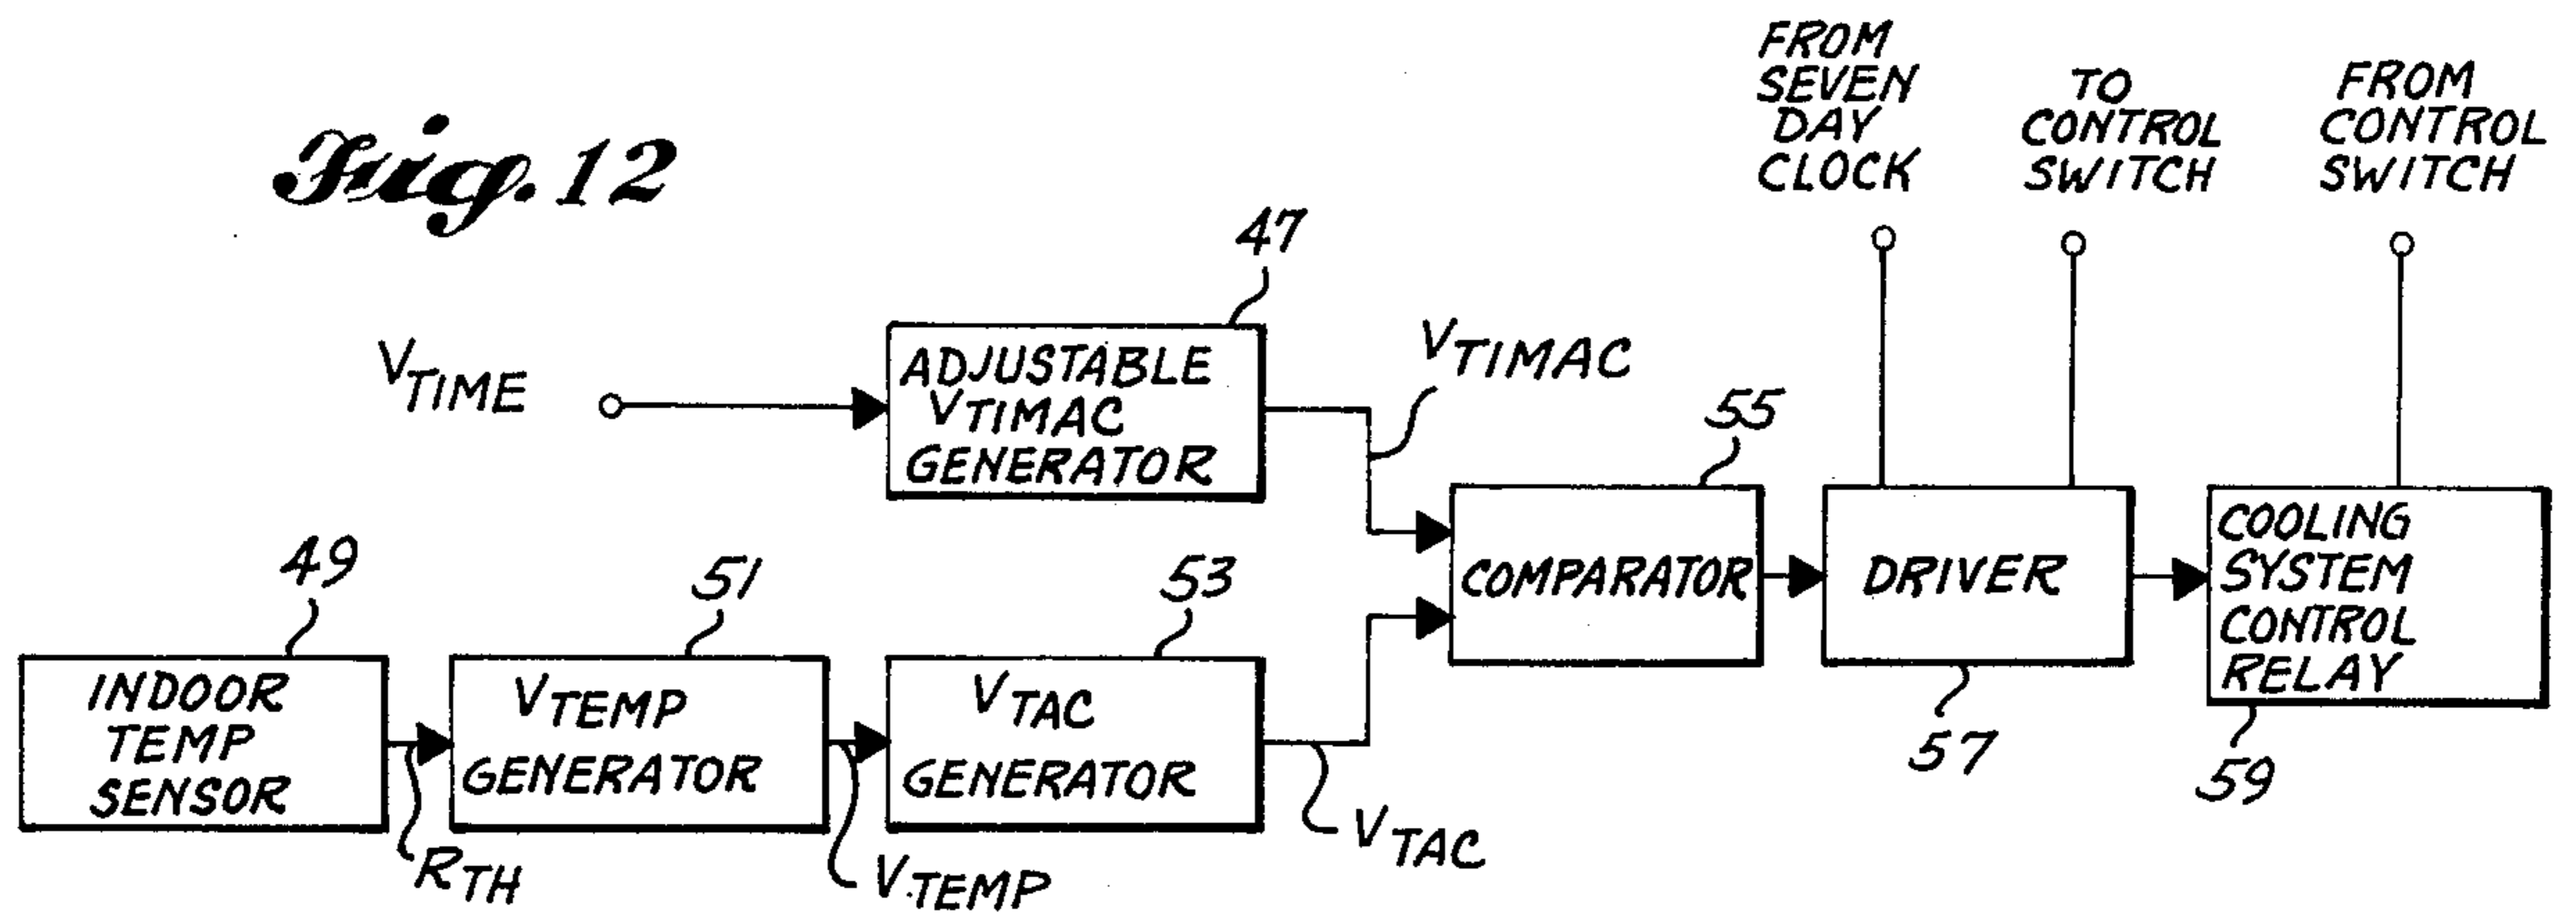 Fig. 12
FROM
SEVEN
DAY
CLOCK
TO
CONTROL
SWITCH
FROM
CONTROL
SWITCH
47
VTIME
ADJUSTABLE
VTIMAC
GENERATOR
VTIMAC
55
COMPARATOR
DRIVER
57
COOLING
SYSTEM
CONTROL
RELAY
59
49
INDOOR
TEMP
SENSOR
RTH
51
VTEMP
GENERATOR
VTEMP
53
VTAC
GENERATOR
VTAC